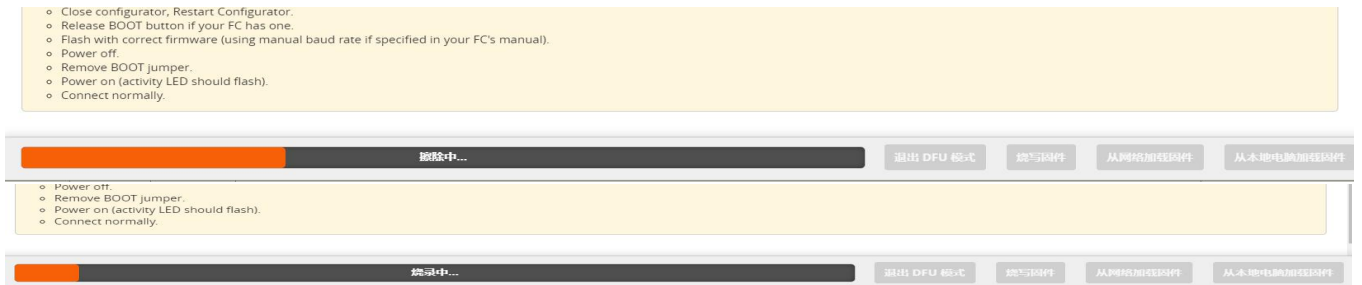 Close configurator, Restart Configurator.
Release BOOT button if your FC has one.
Flash with correct firmware (using manual baud rate if specified in your FC's manual).
Power off.
Remove BOOT jumper.
Power on (activity LED should flash).
Connect normally.
擦除中...
退出 DFU 模式
烧写固件
从网络加载固件
从本地电脑加载固件
Power off.
Remove BOOT jumper.
Power on (activity LED should flash).
Connect normally.
烧录中...
退出 DFU 模式
烧写固件
从网络加载固件
从本地电脑加载固件